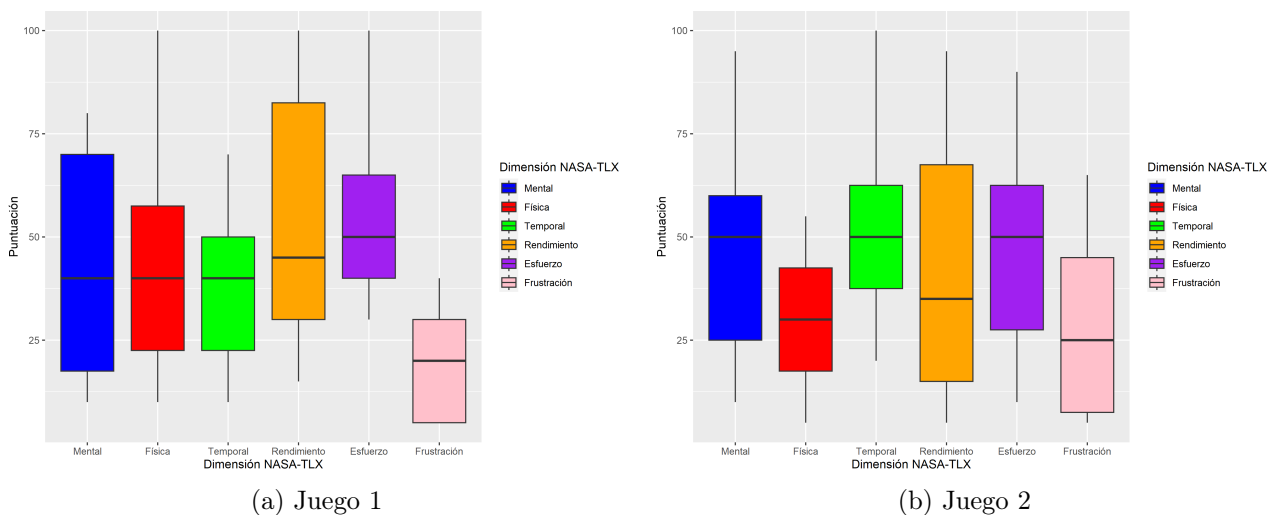 100
75
50
25
Puntuación
Mental
Física
Temporal
Rendimiento
Esfuerzo
Frustración
Dimensión NASA-TLX
Dimensión NASA-TLX
Mental
Física
Temporal
Rendimiento
Esfuerzo
Frustración
(a) Juego 1
100
75
50
25
Puntuación
Mental
Física
Temporal
Rendimiento
Esfuerzo
Frustración
Dimensión NASA-TLX
Dimensión NASA-TLX
Mental
Física
Temporal
Rendimiento
Esfuerzo
Frustración
(b) Juego 2